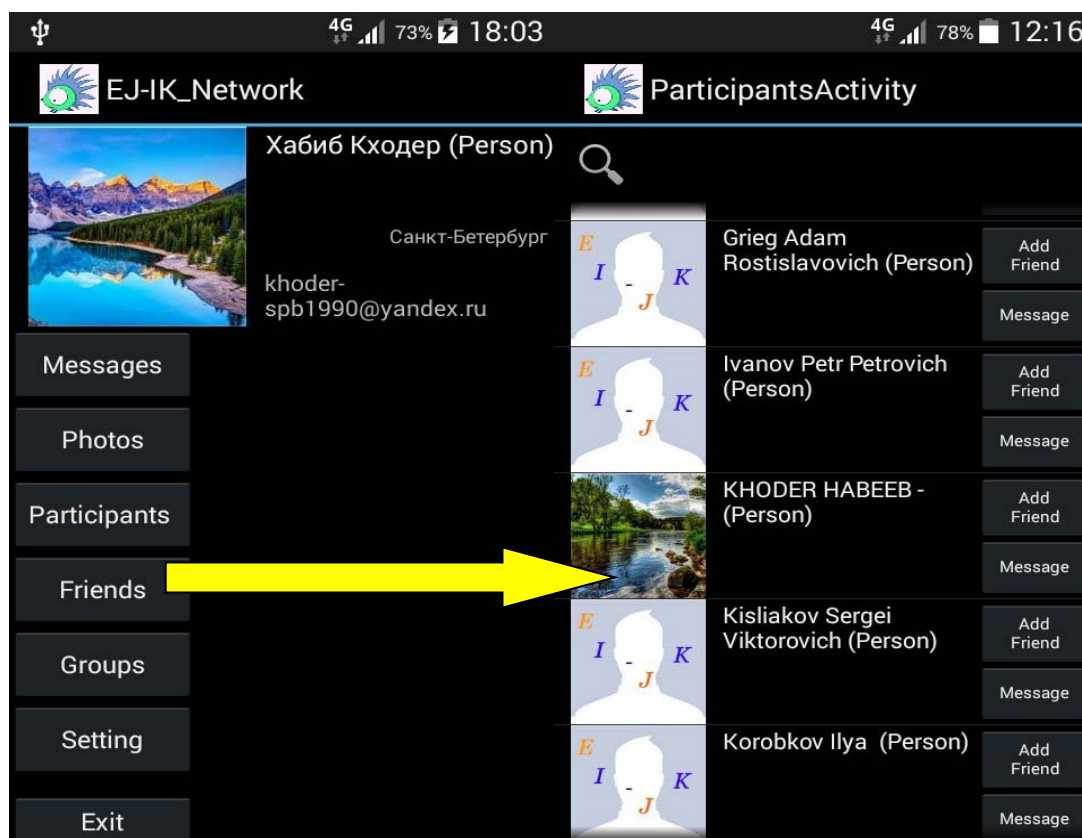 4G 73% 18:03
EJ-IK_Network
Хабиб Кходер (Person)
Санкт-Бетербург
khoder-
spb1990@yandex.ru
Messages
Photos
Participants
Friends
Groups
Setting
Exit
4G 78% 12:16
ParticipantsActivity
E I - J K
Grieg Adam
Rostislavovich (Person)
Add
Friend
Message
E I - J K
Ivanov Petr Petrovich
(Person)
Add
Friend
Message
KHODER HABEEB -
(Person)
Add
Friend
Message
E I - J K
Kisliakov Sergei
Viktorovich (Person)
Add
Friend
Message
E I - J K
Korobkov Ilya (Person)
Add
Friend
Message